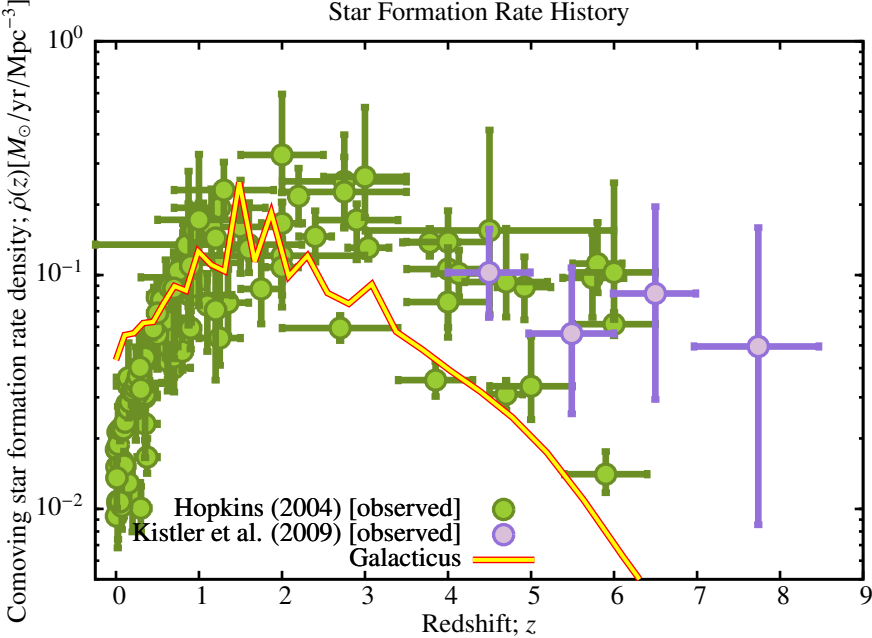 Star Formation Rate History
Comoving star formation rate density; ρ̇(z)[M⊙/yr/Mpc⁻³]
10⁰
10⁻¹
10⁻²
Hopkins (2004) [observed]
Kistler et al. (2009) [observed]
Galacticus
0 1 2 3 4 5 6 7 8 9
Redshift; z